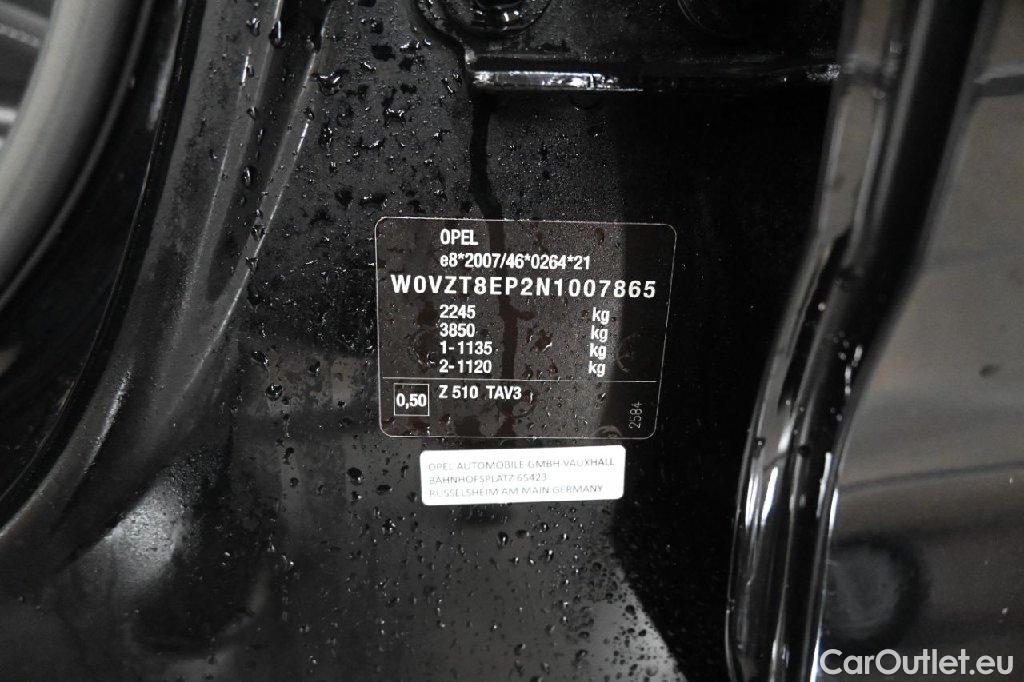 OPEL
e8*2007/46*0264*21
W0VZT8EP2N1007865
2245 kg
3850 kg
1-1135 kg
2-1120 kg
0,50 Z 510 TAV3
2584
OPEL AUTOMOBILE GMBH VAUXHALL
BAHNHOFSPLATZ 65423
RUSSELSHEIM AM MAIN GERMANY
CarOutlet.eu